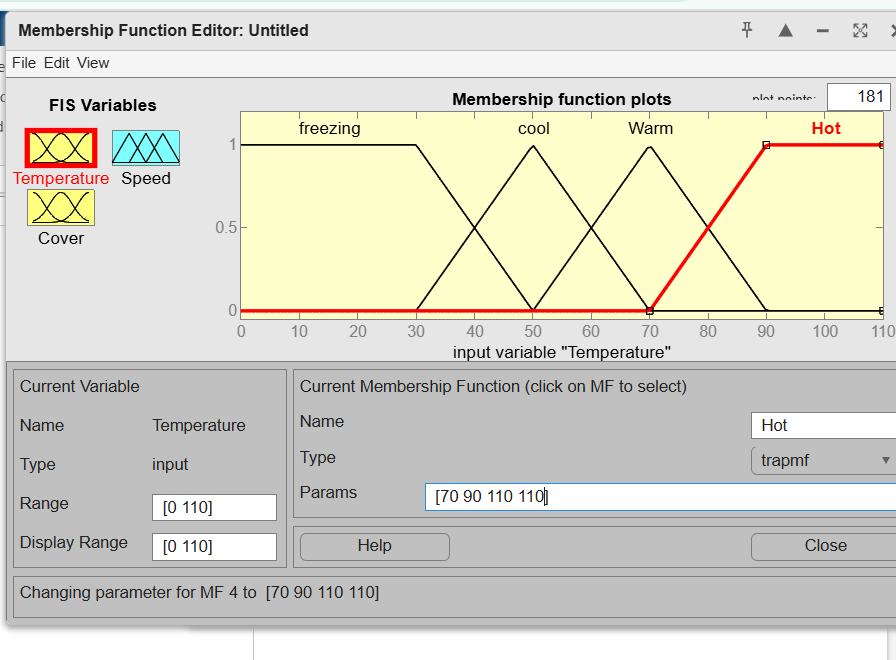 Membership Function Editor: Untitled
File Edit View
FIS Variables
Temperature
Speed
Cover
Membership function plots
plot points:
181
freezing
cool
Warm
Hot
1
0.5
0
0 10 20 30 40 50 60 70 80 90 100 110
input variable "Temperature"
Current Variable
Name Temperature
Type input
Range [0 110]
Display Range [0 110]
Current Membership Function (click on MF to select)
Name Hot
Type trapmf
Params [70 90 110 110]
Help
Close
Changing parameter for MF 4 to [70 90 110 110]